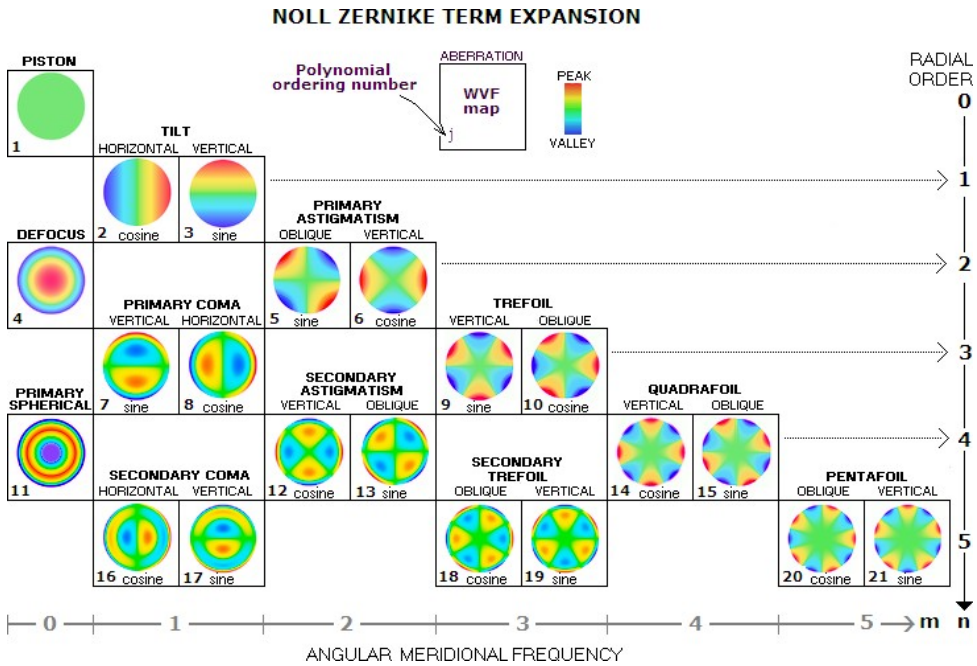 NOLL ZERNIKE TERM EXPANSION
PISTON
1
ABERRATION
Polynomial
ordering number
WVF
map
j
PEAK
VALLEY
RADIAL
ORDER
0
TILT
HORIZONTAL VERTICAL
2 cosine 3 sine
1
DEFOCUS
4
PRIMARY
ASTIGMATISM
OBLIQUE VERTICAL
5 sine 6 cosine
2
PRIMARY COMA
VERTICAL HORIZONTAL
7 sine 8 cosine
TREFOIL
VERTICAL OBLIQUE
9 sine 10 cosine
3
PRIMARY
SPHERICAL
11
SECONDARY
ASTIGMATISM
VERTICAL OBLIQUE
12 cosine 13 sine
QUADRAFOIL
VERTICAL OBLIQUE
14 cosine 15 sine
4
SECONDARY COMA
HORIZONTAL VERTICAL
16 cosine 17 sine
SECONDARY
TREFOIL
OBLIQUE VERTICAL
18 cosine 19 sine
PENTAFOIL
OBLIQUE VERTICAL
20 cosine 21 sine
5
0 1 2 3 4 5 m n
ANGULAR MERIDIONAL FREQUENCY